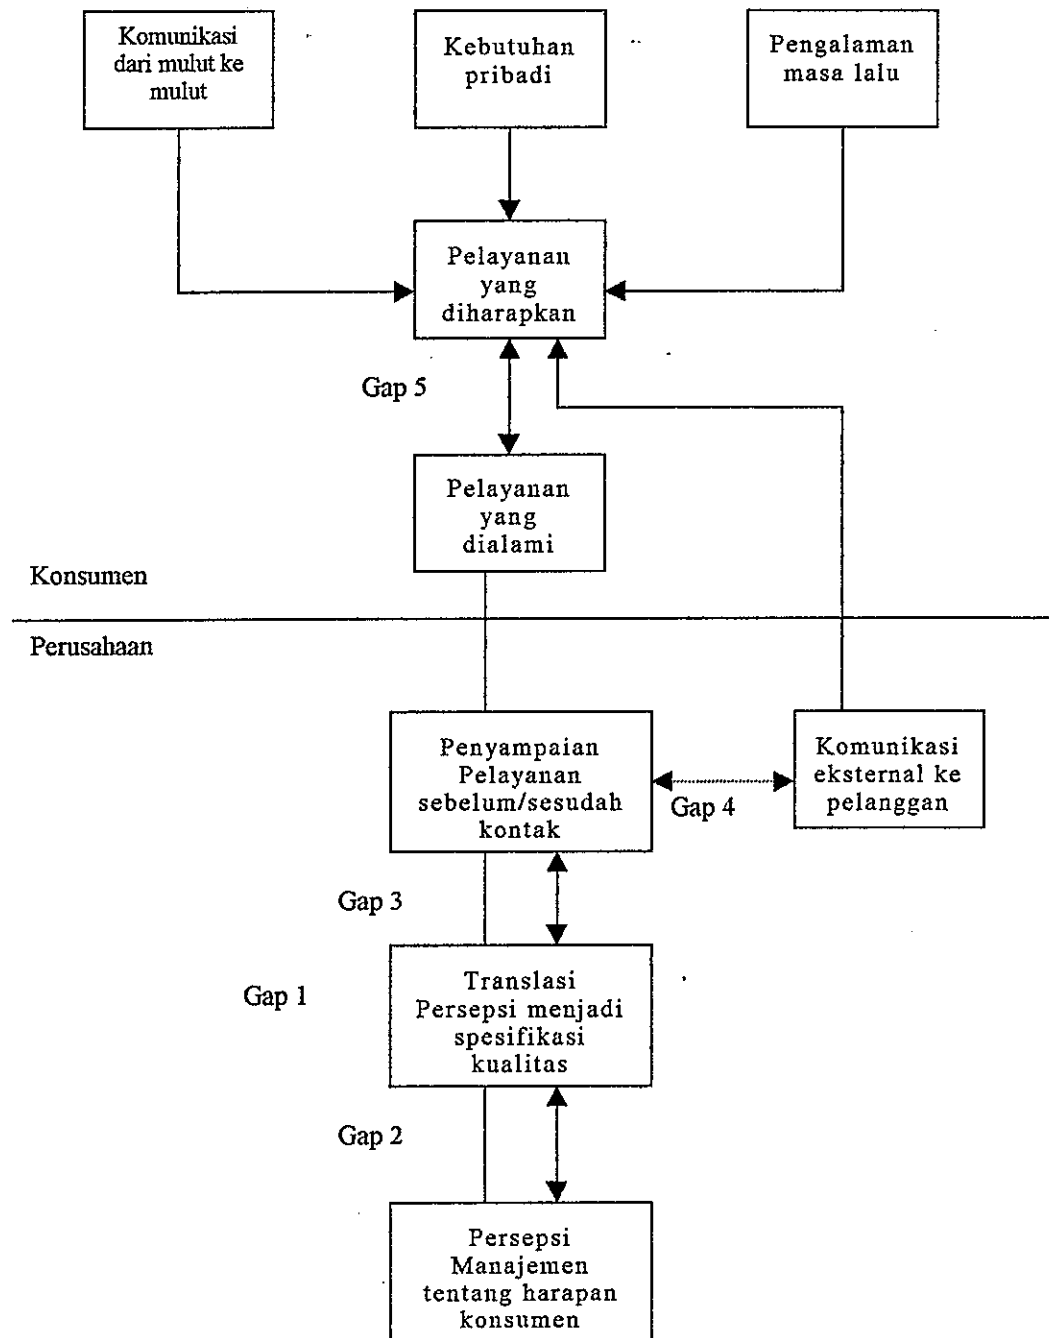 Komunikasi
dari mulut ke
mulut
Kebutuhan
pribadi
Pengalaman
masa lalu
Pelayanan
yang
diharapkan
Gap 5
Pelayanan
yang
dialami
Konsumen
Perusahaan
Penyampaian
Pelayanan
sebelum/sesudah
kontak
Gap 4
Komunikasi
eksternal ke
pelanggan
Gap 3
Gap 1
Translasi
Persepsi menjadi
spesifikasi
kualitas
Gap 2
Persepsi
Manajemen
tentang harapan
konsumen